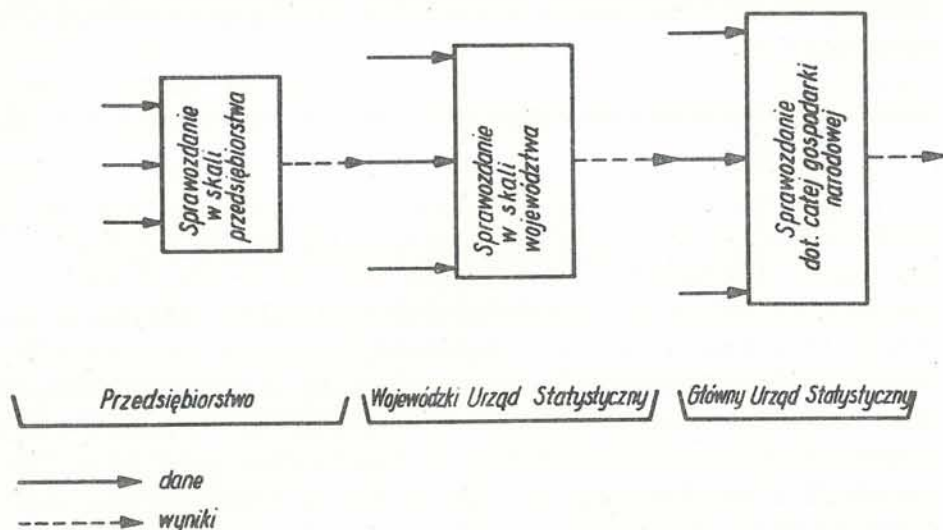 Sprawozdanie
w skali
przedsiębiorstwa
Sprawozdanie
w skali
województwa
Sprawozdanie
dot. całej gospodarki
narodowej
Przedsiębiorstwo
Wojewódzki Urząd Statystyczny
Główny Urząd Statystyczny
dane
wyniki